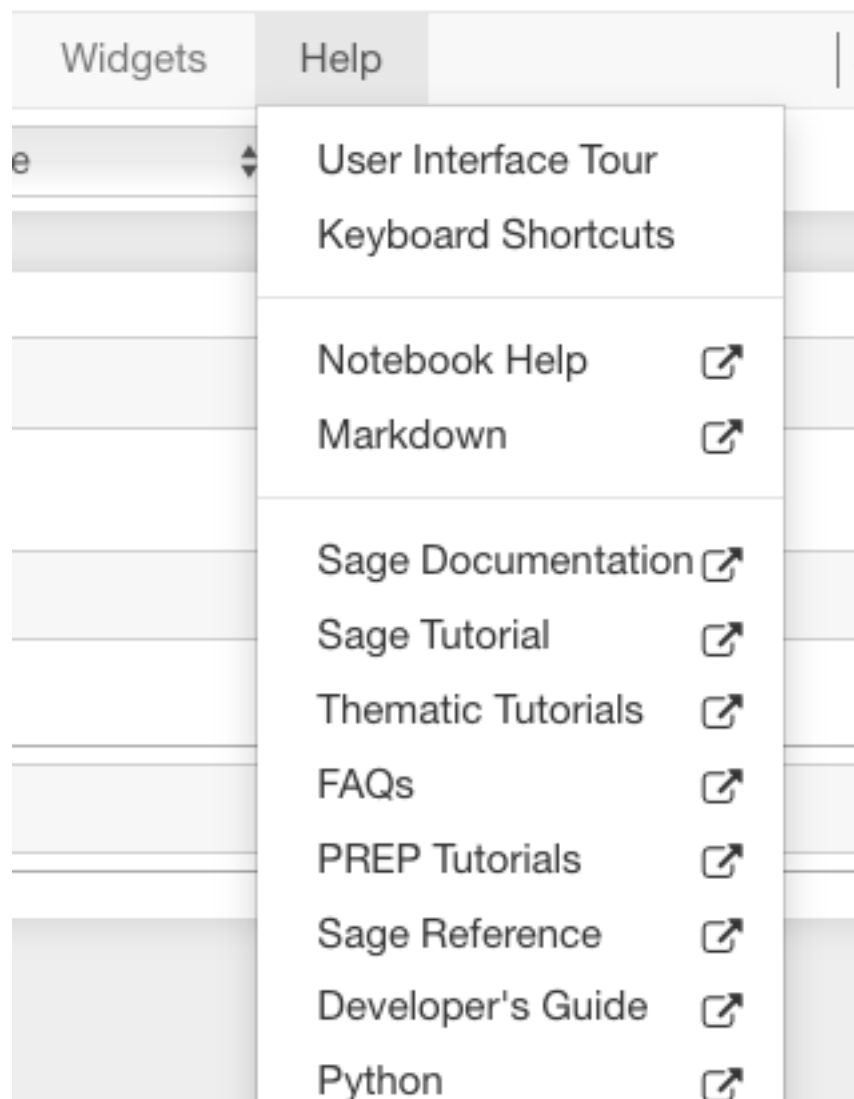 Widgets Help
e
User Interface Tour
Keyboard Shortcuts
Notebook Help
Markdown
Sage Documentation
Sage Tutorial
Thematic Tutorials
FAQs
PREP Tutorials
Sage Reference
Developer's Guide
Python